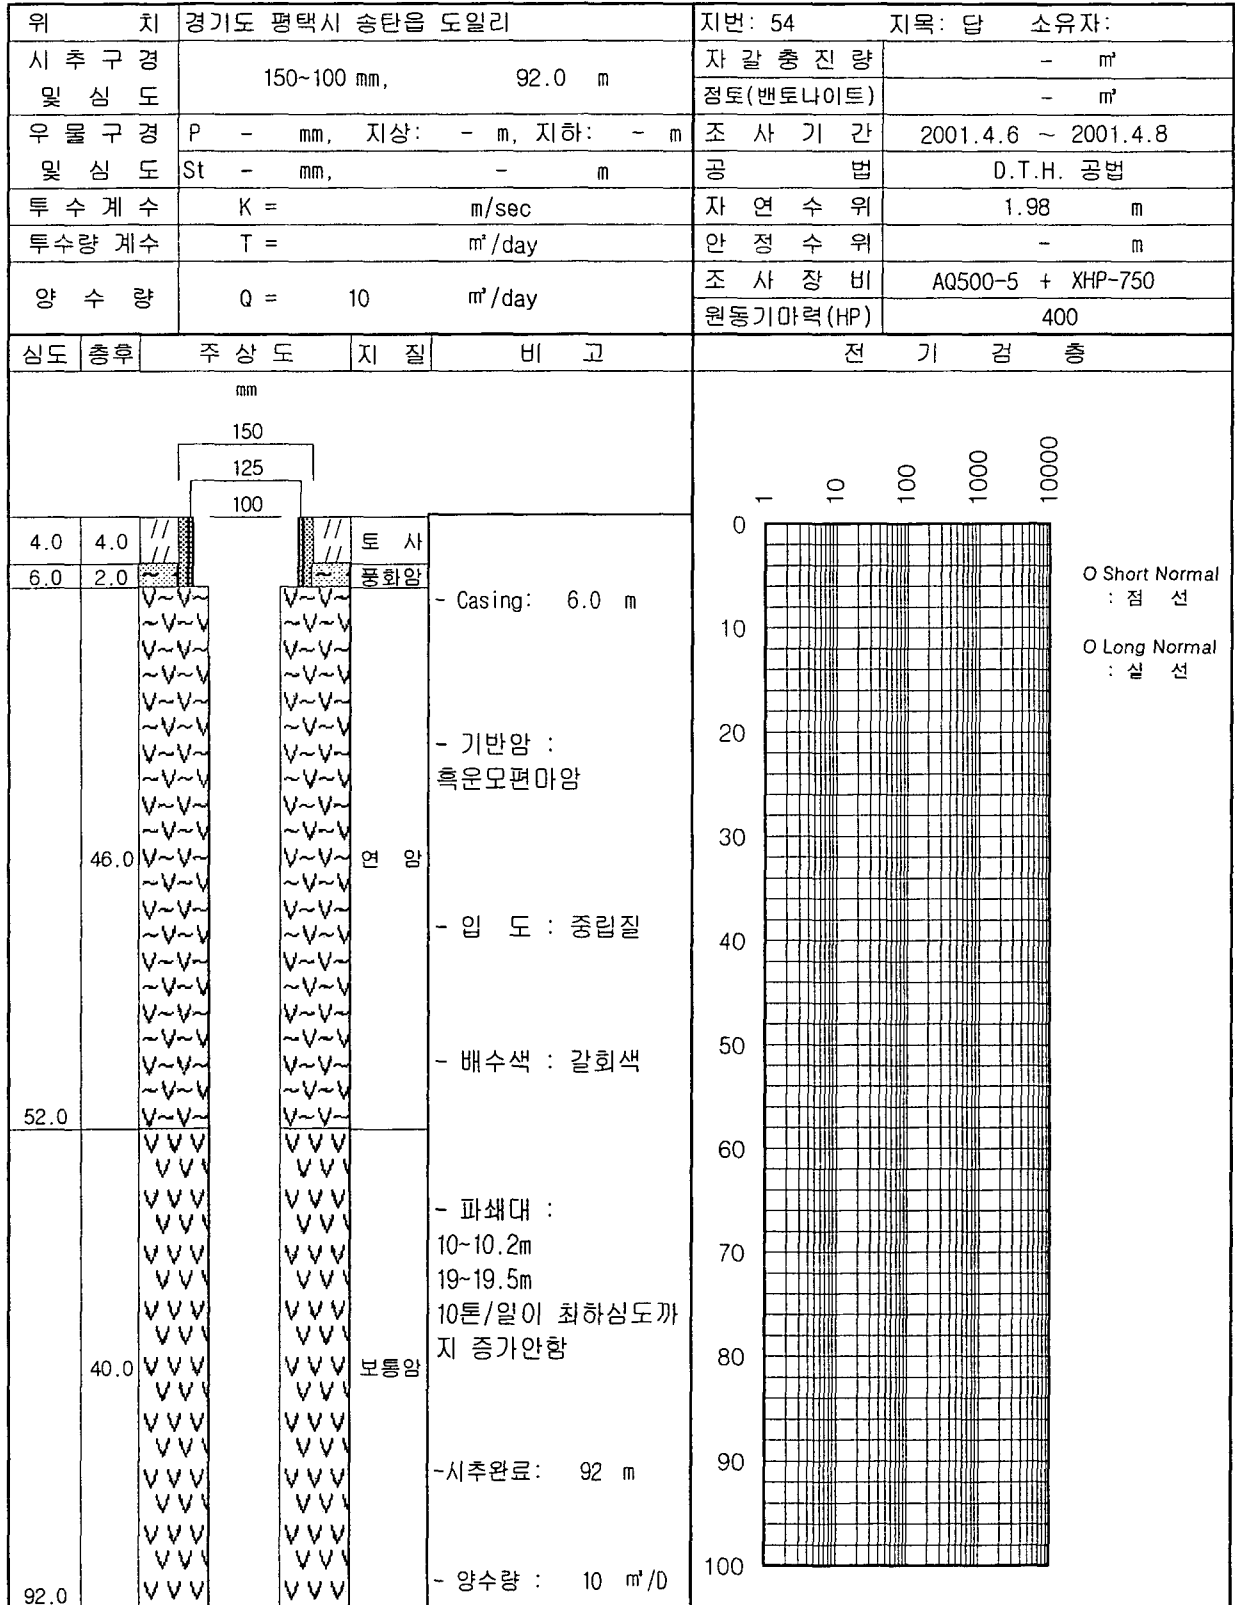 위 치 경기도 평택시 송탄읍 도일리 지번: 54 지목: 답 소유자:
시 추 구 경 및 심 도 150~100 mm, 92.0 m 자 갈 충 진 량 - ㎥
점토(밴토나이트) - ㎥
우 물 구 경 P - mm, 지상: - m, 지하: - m 조 사 기 간 2001.4.6 ~ 2001.4.8
및 심 도 St - mm, - m 공 법 D.T.H. 공법
투 수 계 수 K = m/sec 자 연 수 위 1.98 m
투수량 계수 T = ㎡/day 안 정 수 위 - m
양 수 량 Q = 10 ㎥/day 조 사 장 비 AQ500-5 + XHP-750
원동기마력(HP) 400
심도 층후 주 상 도 지 질 비 고 전 기 검 층
mm
150
125
100
1 10 100 1000 10000
4.0 4.0 토 사
6.0 2.0 풍화암
- Casing: 6.0 m
- 기반암 :
흑운모편마암
46.0 연 암
- 입 도 : 중립질
- 배수색 : 갈회색
52.0
- 파쇄대 :
10~10.2m
19~19.5m
10톤/일이 최하심도까
지 증가안함
40.0 보통암
-시추완료: 92 m
- 양수량 : 10 ㎥/D
92.0
0
10
20
30
40
50
60
70
80
90
100
O Short Normal
: 점 선
O Long Normal
: 실 선